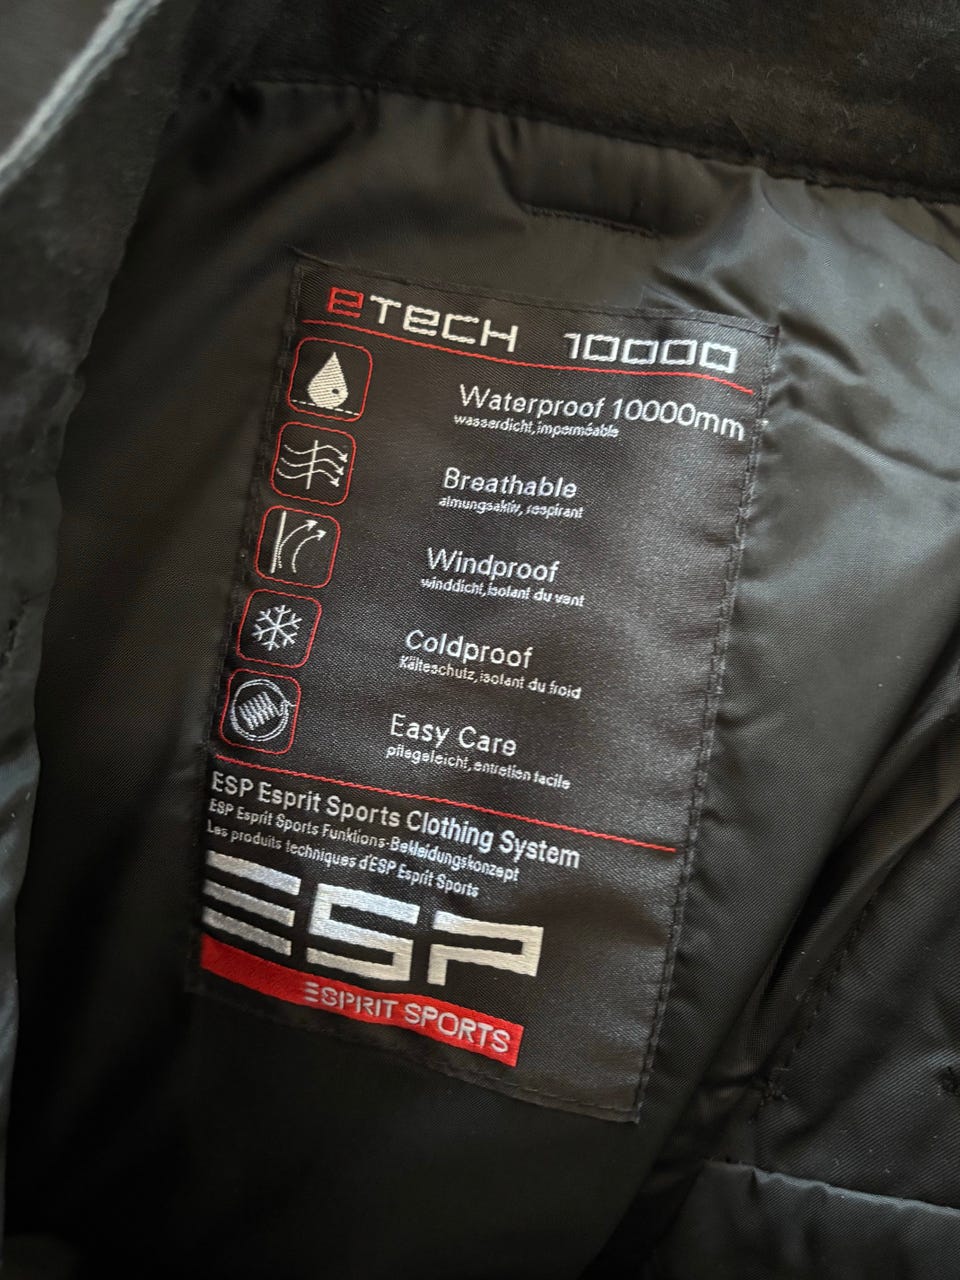 eTECH 10000
Waterproof 10000mm
wasserdicht, imperméable
Breathable
atmungsaktiv, respirant
Windproof
winddicht, isolant du vent
Coldproof
Kälteschutz, isolant du froid
Easy Care
pflegeleicht, entretien facile
ESP Esprit Sports Clothing System
ESP Esprit Sports Funktions-Bekleidungskonzept
Les produits techniques d'ESP Esprit Sports
ESP
ESPRIT SPORTS